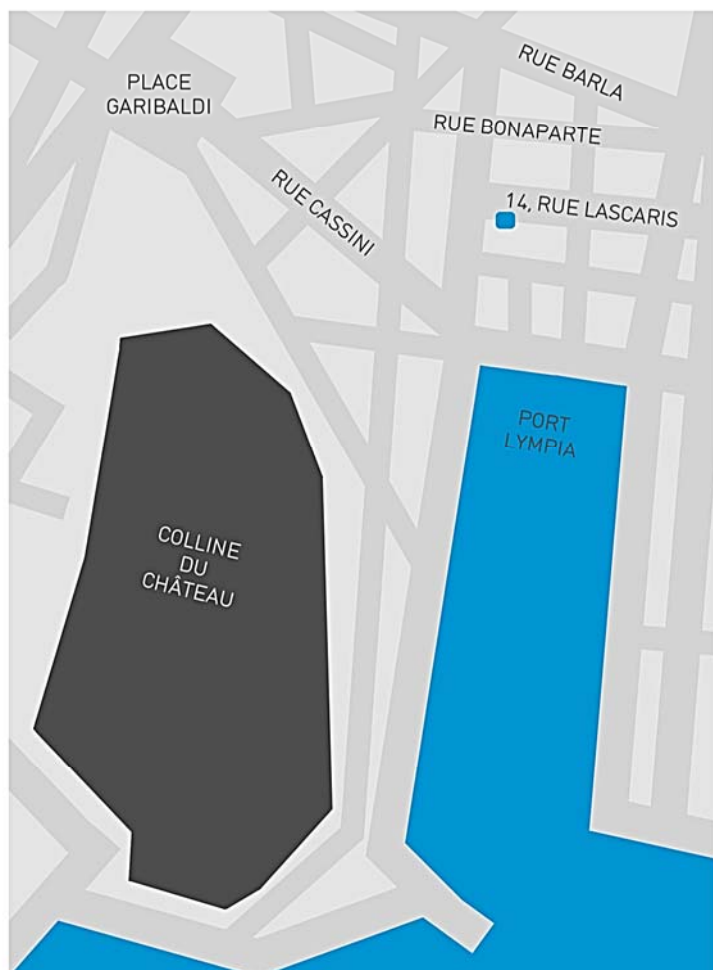 RUE BARLA
PLACE
GARIBALDI
RUE BONAPARTE
RUE CASSINI
14, RUE LASCARIS
PORT
LYMPIA
COLLINE
DU
CHÂTEAU